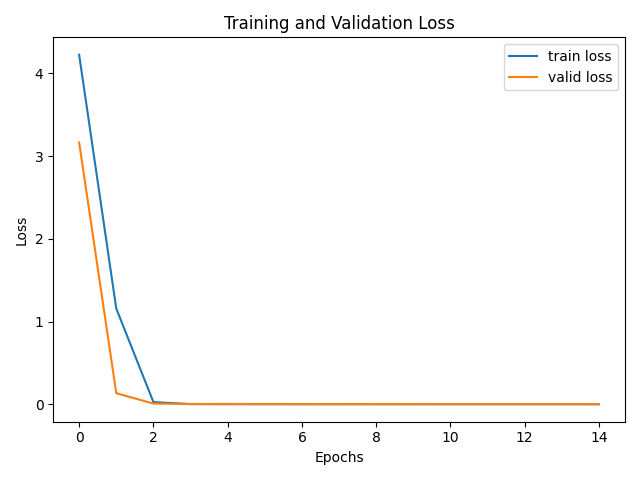 Training and Validation Loss
train loss
valid loss
4
3
2
1
0
Loss
0 2 4 6 8 10 12 14
Epochs